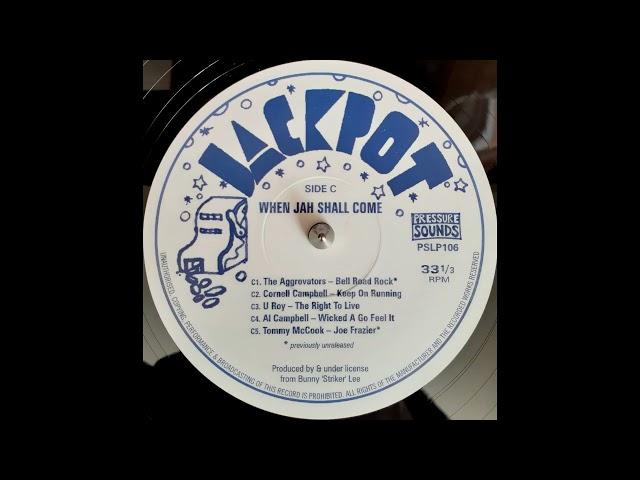 JACKPOT
SIDE C
WHEN JAH SHALL COME
PRESSURE
SOUNDS
PSLP106
33 1/3
RPM
C1. The Aggrovators – Bell Road Rock*
C2. Cornell Campbell – Keep On Running
C3. U Roy – The Right To Live
C4. Al Campbell – Wicked A Go Feel It
C5. Tommy McCook – Joe Frazier*
* previously unreleased
Produced by & under license
from Bunny 'Striker' Lee
UNAUTHORISED, COPYING, PERFORMANCE & BROADCASTING OF THIS RECORD IS PROHIBITED. ALL RIGHTS OF THE MANUFACTURER AND THE RECORDED WORKS RESERVED